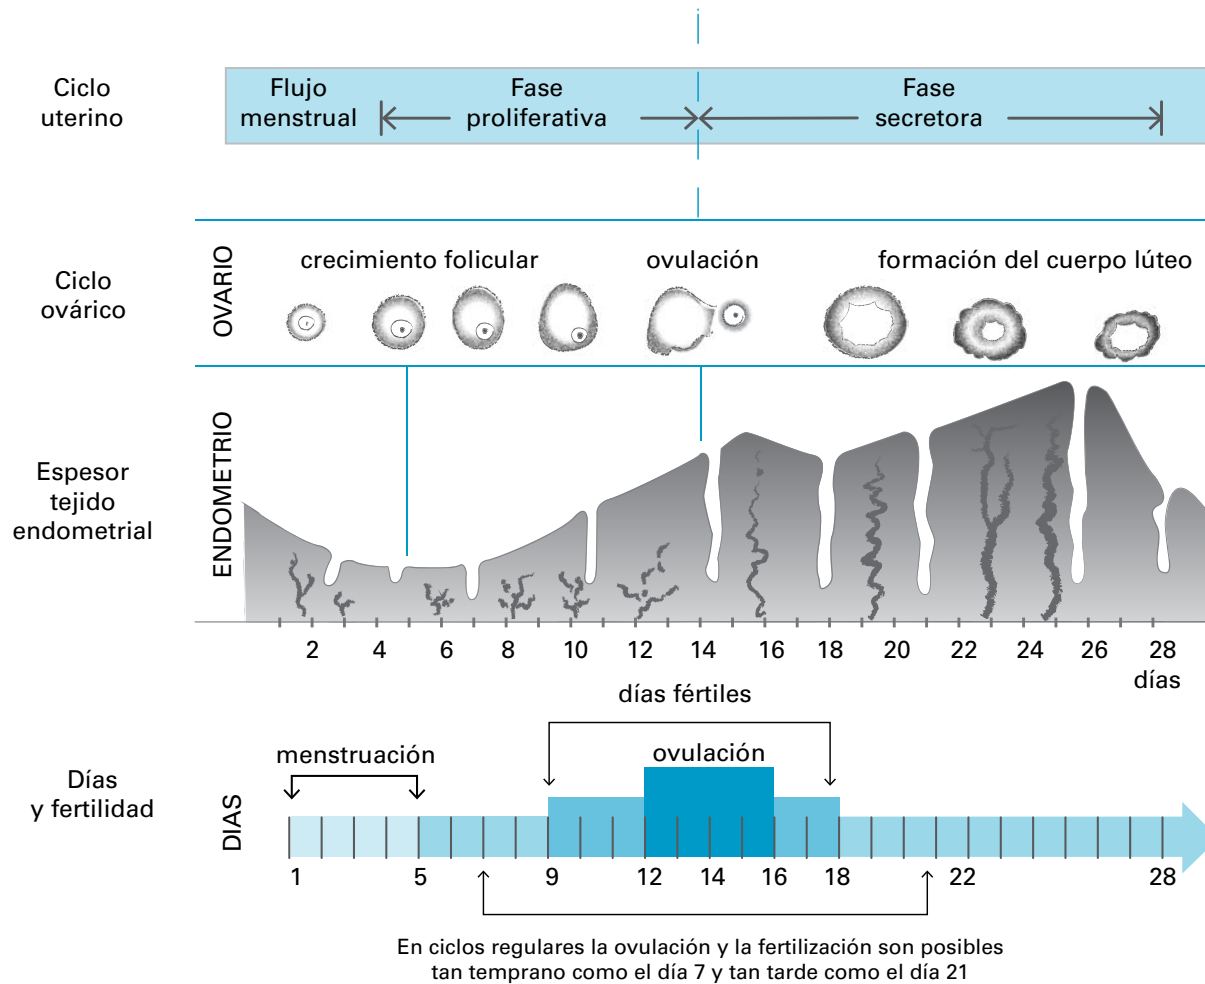 Ciclo
uterino
Flujo
menstrual
Fase
proliferativa
Fase
secretora
Ciclo
ovárico
OVARIO
crecimiento folicular
ovulación
formación del cuerpo lúteo
Espesor
tejido
endometrial
ENDOMETRIO
2 4 6 8 10 12 14 16 18 20 22 24 26 28
días
días fértiles
menstruación
ovulación
Días
y fertilidad
DIAS
1 5 9 12 14 16 18 22 28
En ciclos regulares la ovulación y la fertilización son posibles
tan temprano como el día 7 y tan tarde como el día 21